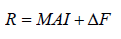 R = MAI + ΔF